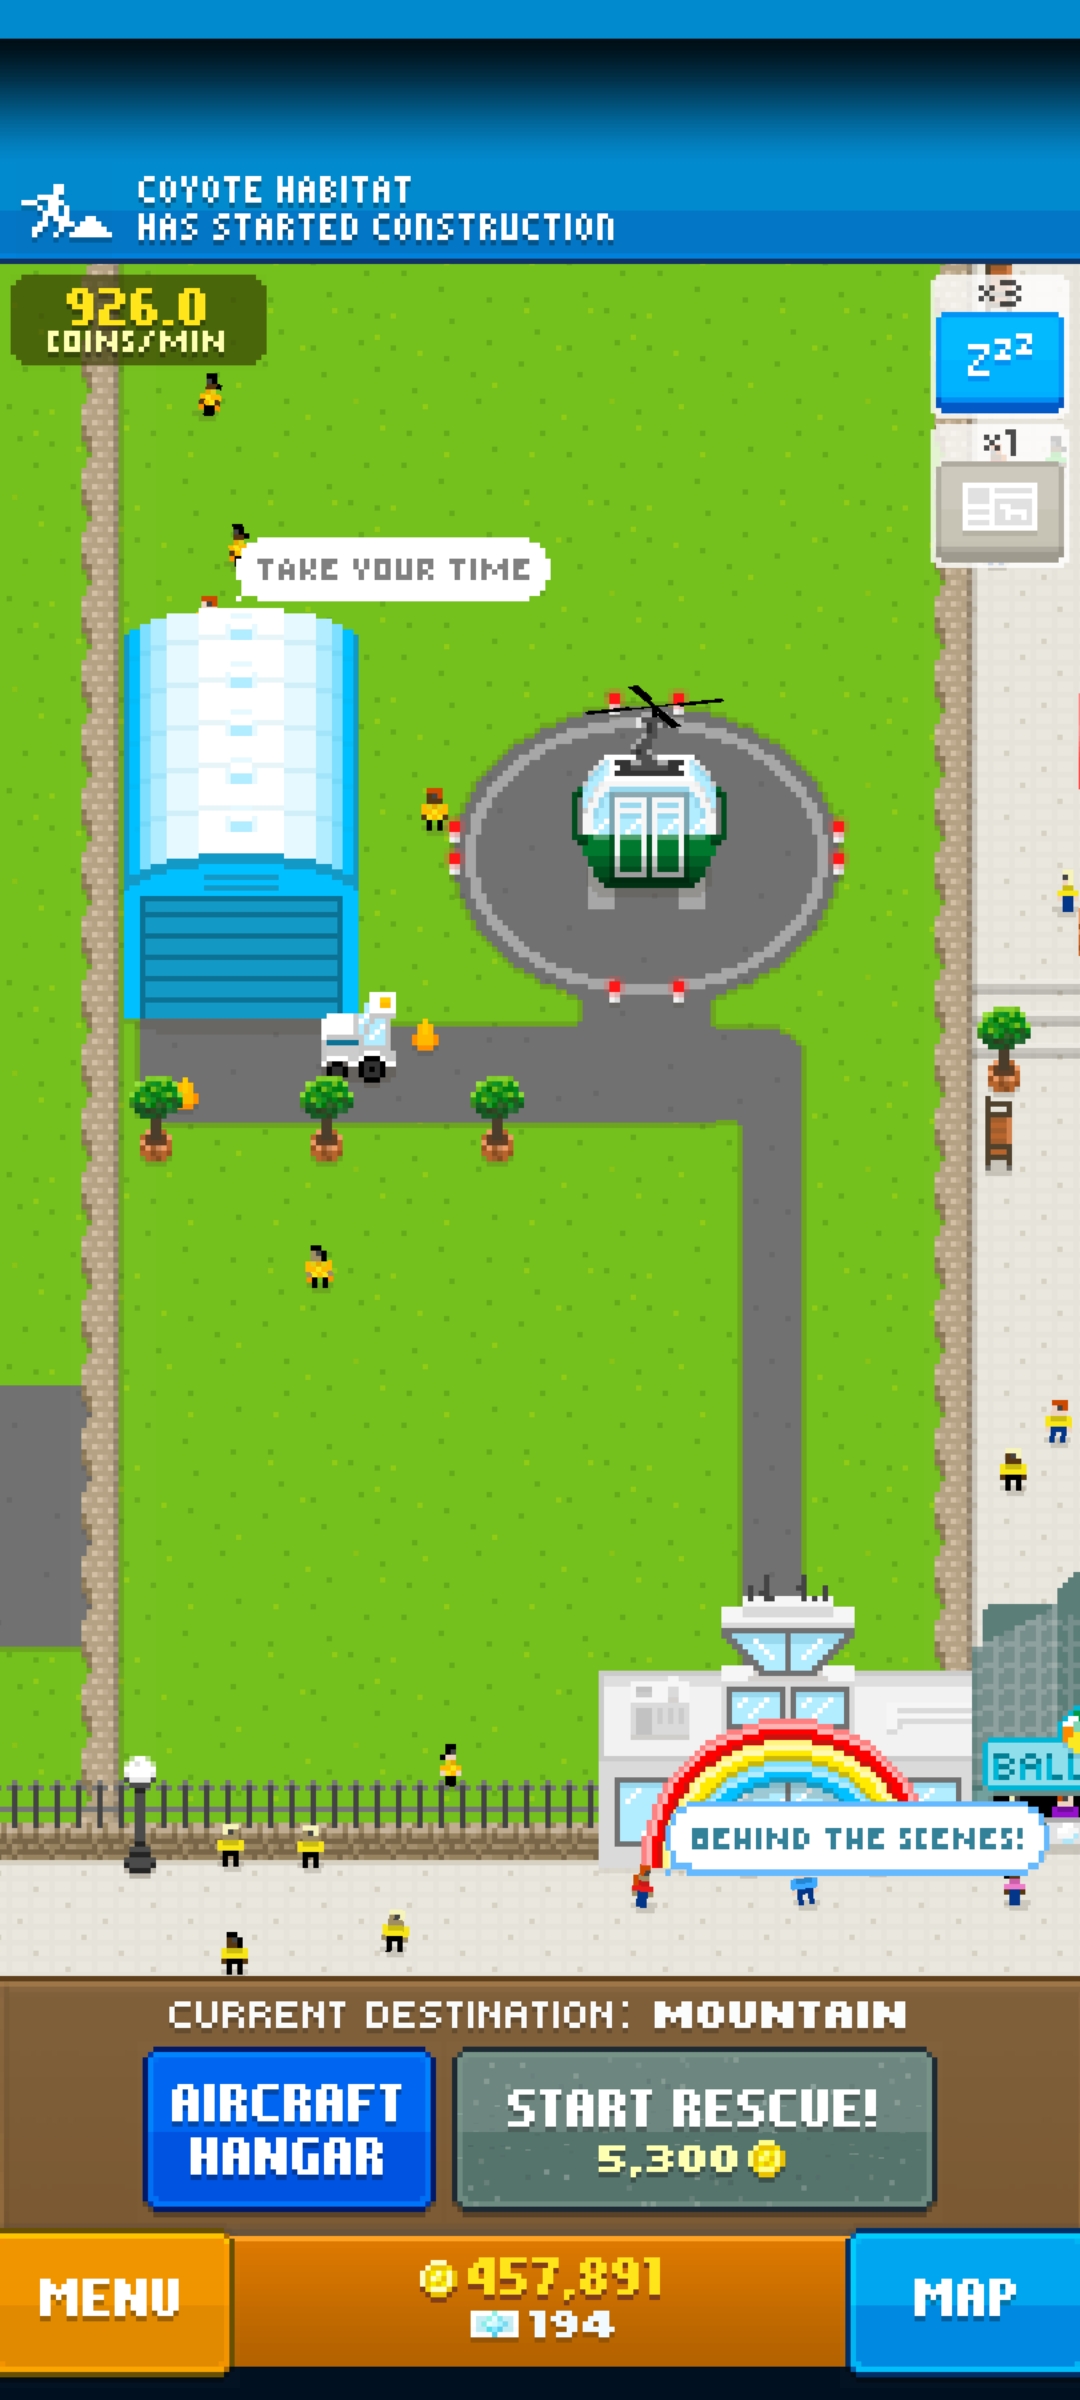 COYOTE HABITAT
HAS STARTED CONSTRUCTION
926.0
COINS/MIN
x3
zzz
x1
TAKE YOUR TIME
BALL
BEHIND THE SCENES!
CURRENT DESTINATION: MOUNTAIN
AIRCRAFT
HANGAR
START RESCUE!
5,300
MENU
457,891
194
MAP